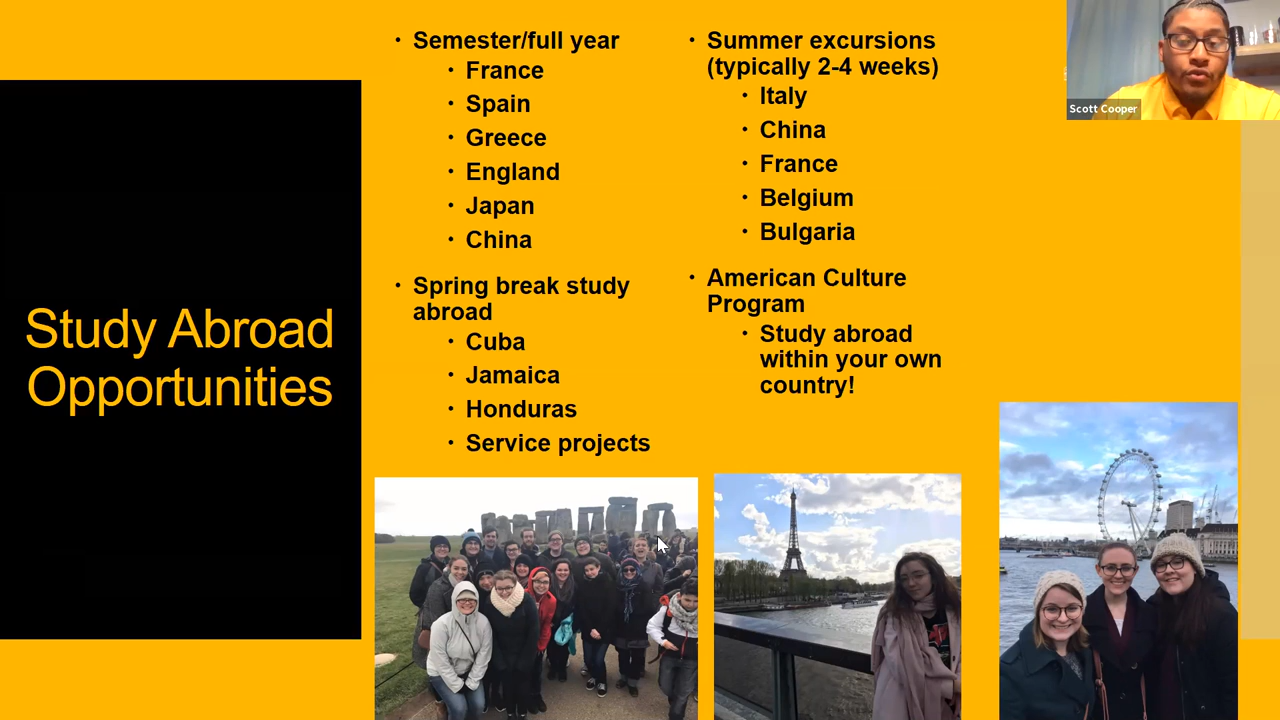 Study Abroad
Opportunities
• Semester/full year
• France
• Spain
• Greece
• England
• Japan
• China
• Spring break study
abroad
• Cuba
• Jamaica
• Honduras
• Service projects
• Summer excursions
(typically 2-4 weeks)
• Italy
• China
• France
• Belgium
• Bulgaria
• American Culture
Program
• Study abroad
within your own
country!
Scott Cooper